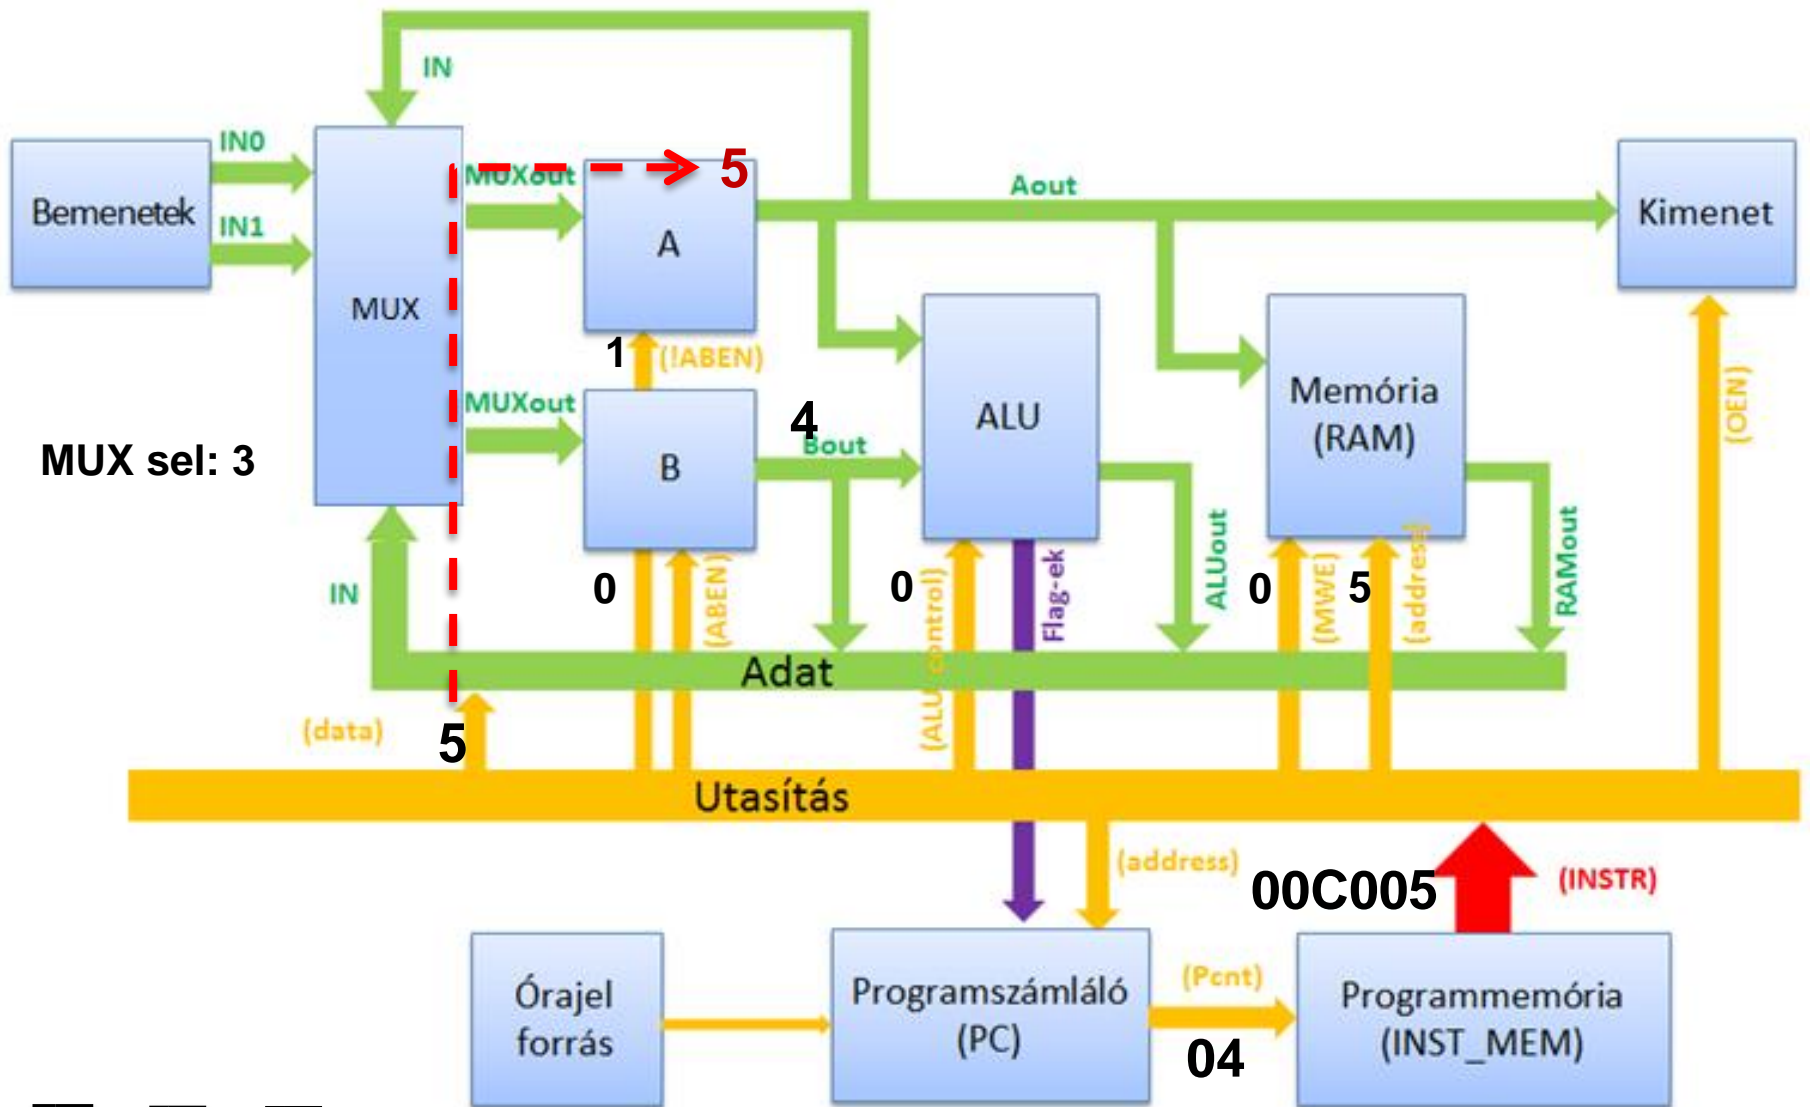 IN
IN0
Bemenetek
IN1
MUX
MUXout
5
A
Aout
Kimenet
1
(!ABEN)
MUXout
B
4
Bout
ALU
Memória
(RAM)
(OEN)
MUX sel: 3
IN
0
(ABEN)
0
(ALU control)
Flag-ek
ALUout
0
(MWE)
5
(address)
RAMout
Adat
(data)
5
Utasítás
(address)
00C005
(INSTR)
Órajel
forrás
Programszámláló
(PC)
(Pcnt)
04
Programmemória
(INST_MEM)